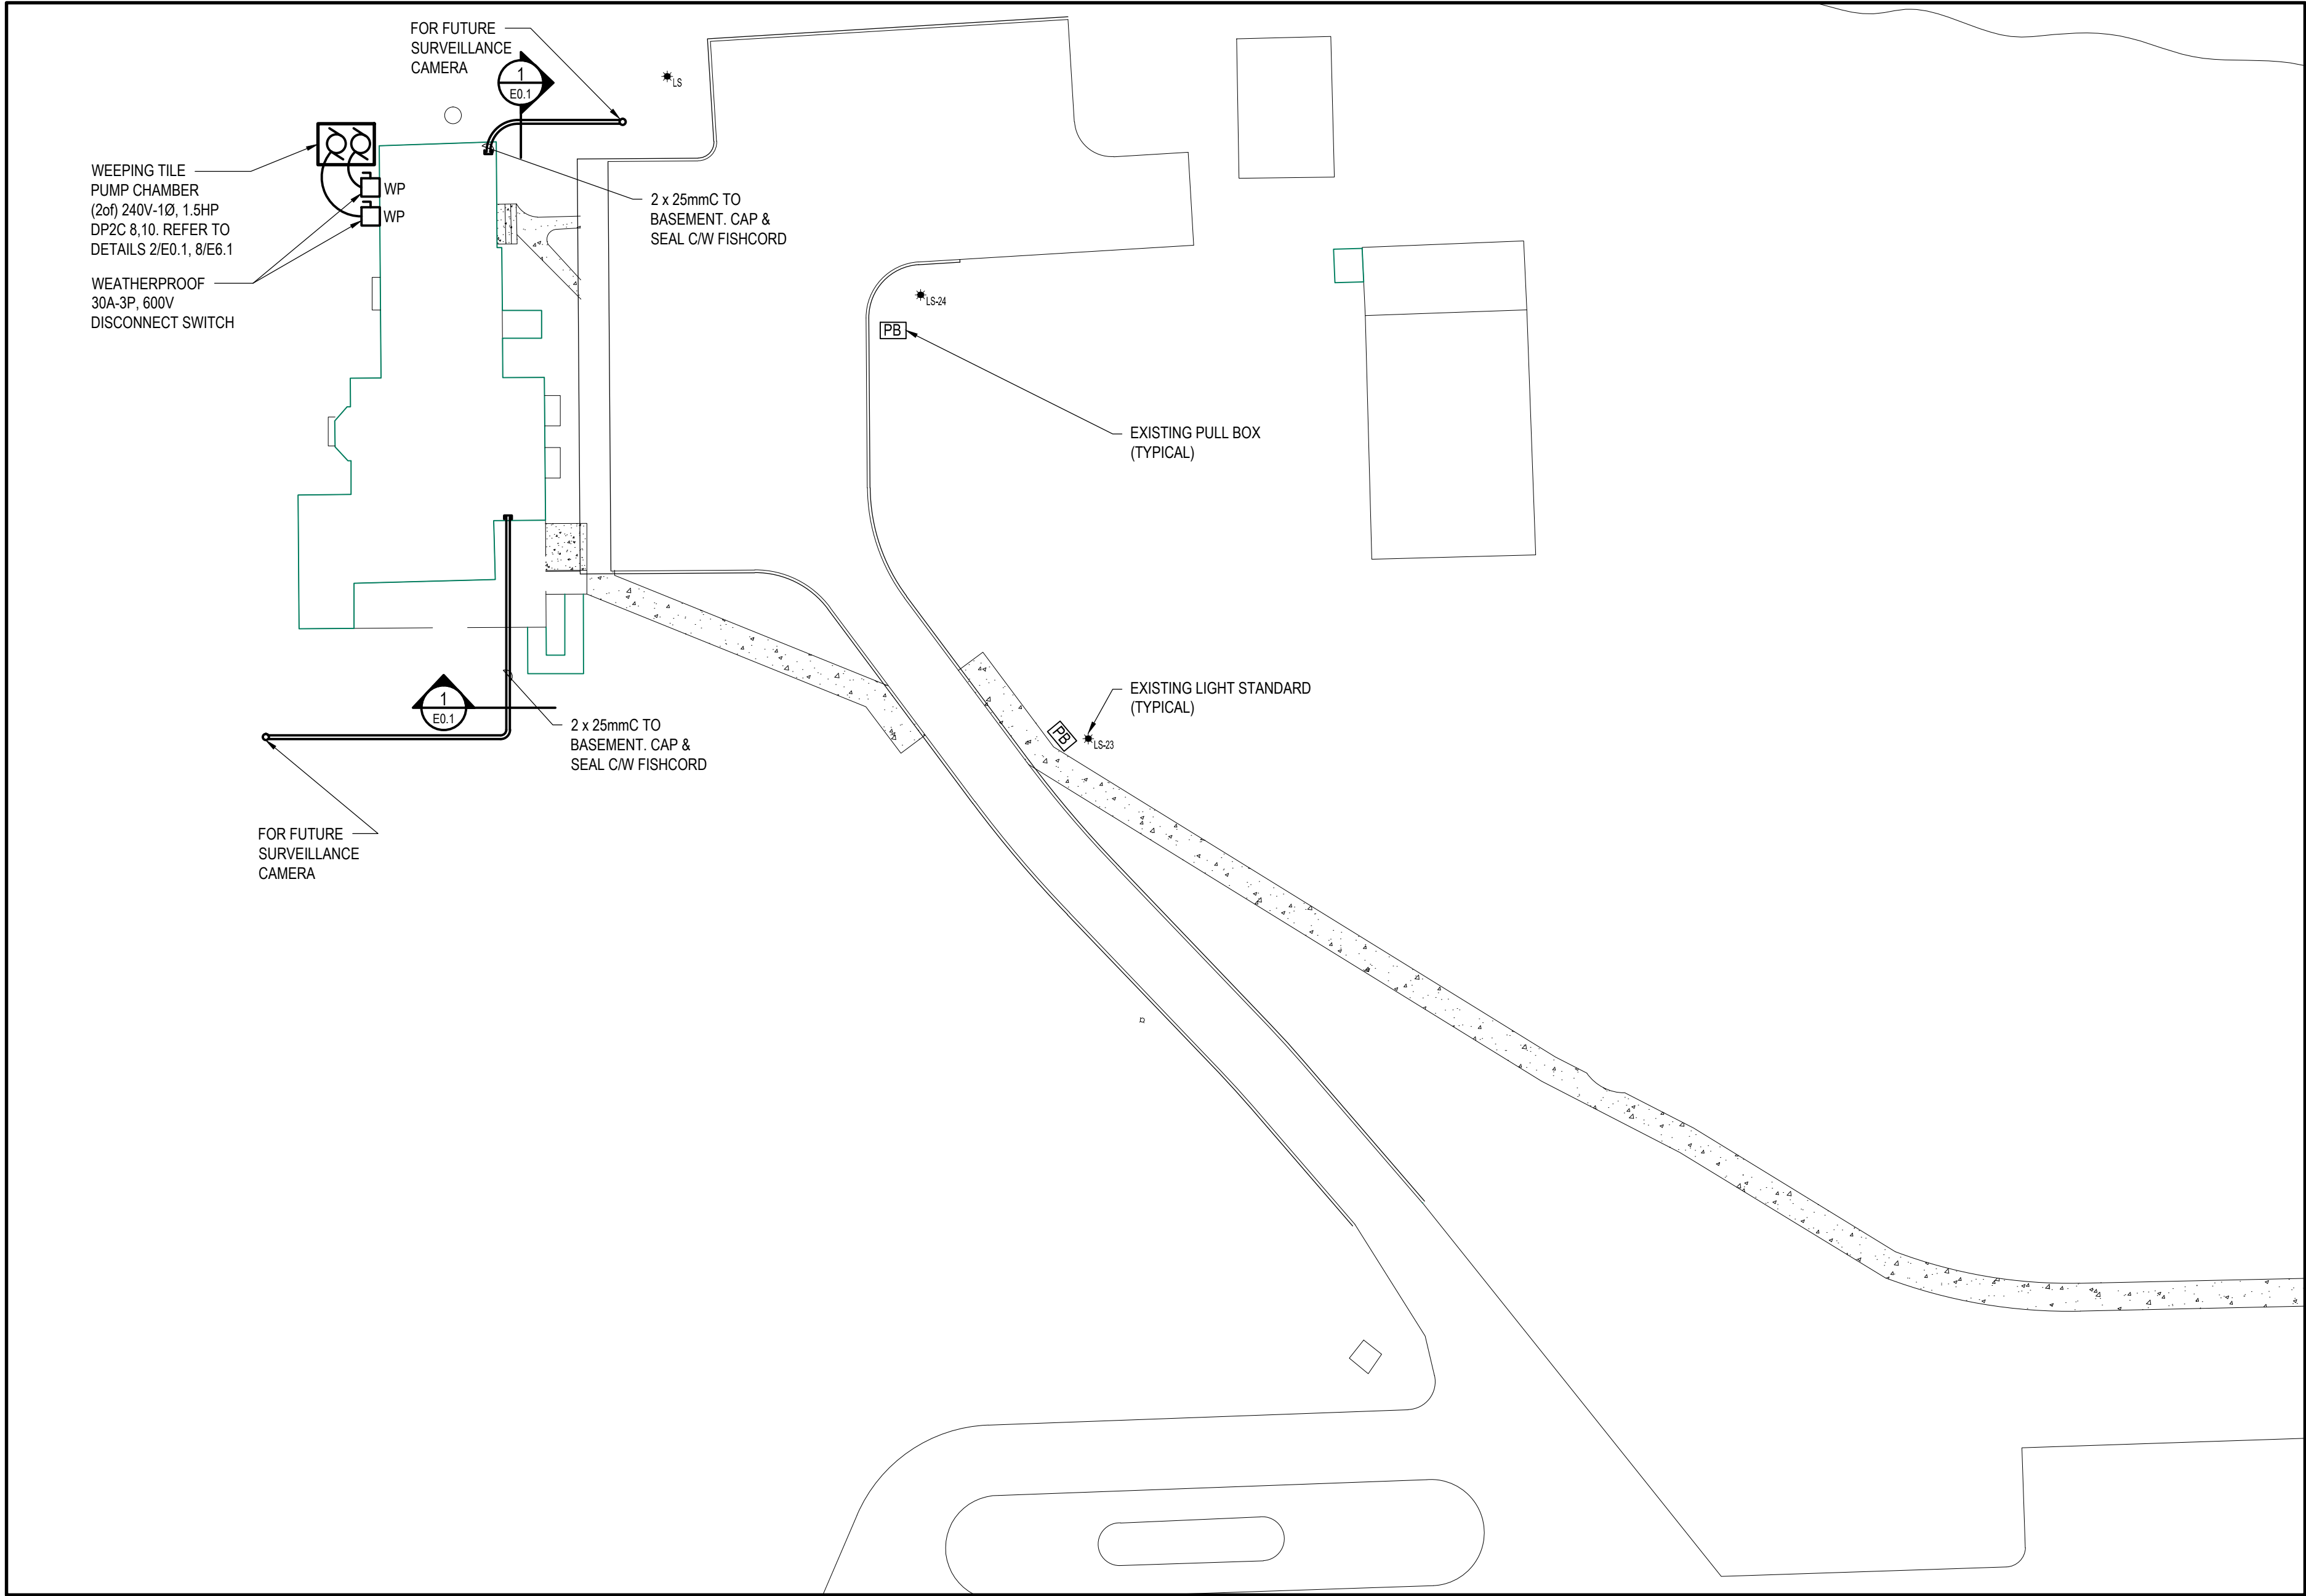 FOR FUTURE
SURVEILLANCE
CAMERA
1
E0.1
LS
WEEPING TILE
PUMP CHAMBER
(2of) 240V-1Ø, 1.5HP
DP2C 8,10. REFER TO
DETAILS 2/E0.1, 8/E6.1
WP
WP
2 x 25mmC TO
BASEMENT. CAP &
SEAL C/W FISHCORD
WEATHERPROOF
30A-3P, 600V
DISCONNECT SWITCH
LS-24
PB
EXISTING PULL BOX
(TYPICAL)
EXISTING LIGHT STANDARD
(TYPICAL)
PB
LS-23
1
E0.1
2 x 25mmC TO
BASEMENT. CAP &
SEAL C/W FISHCORD
FOR FUTURE
SURVEILLANCE
CAMERA